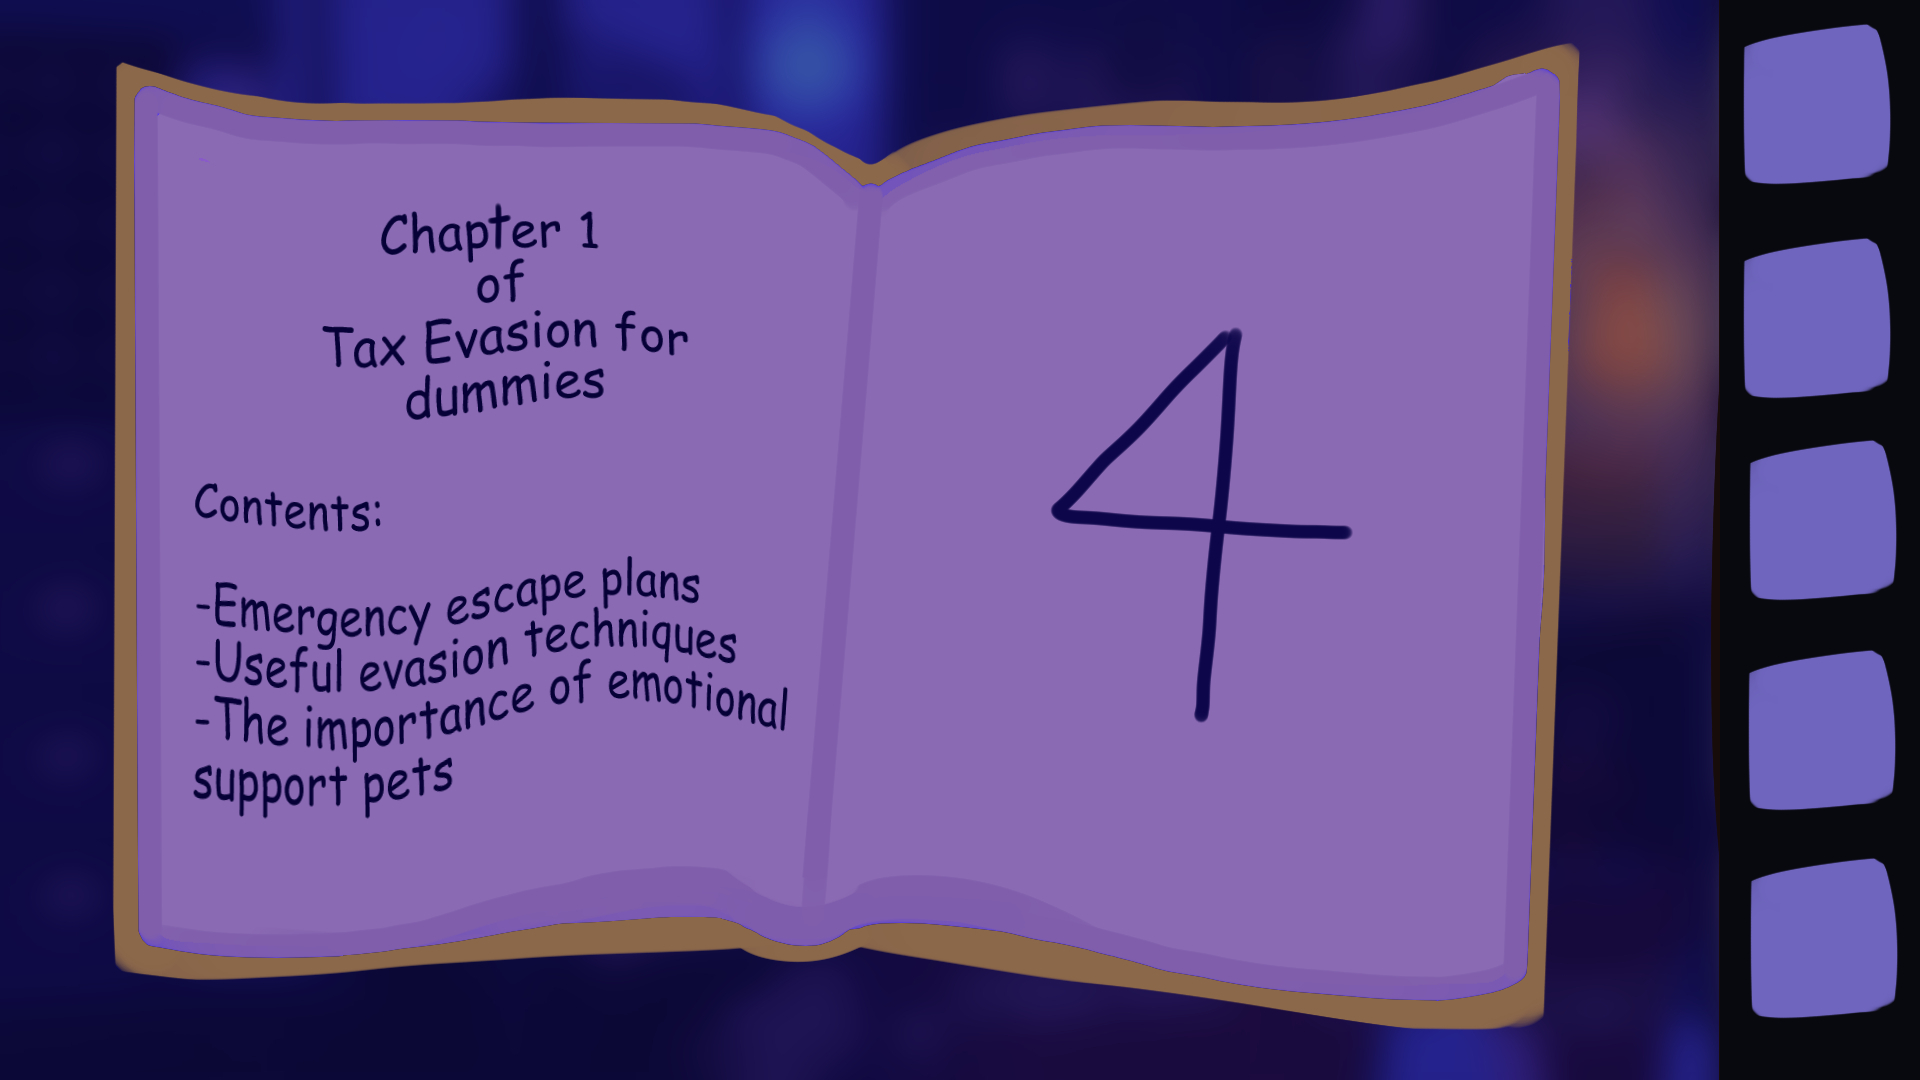 Chapter 1
of
Tax Evasion for
dummies
Contents:
-Emergency escape plans
-Useful evasion techniques
-The importance of emotional
support pets
4